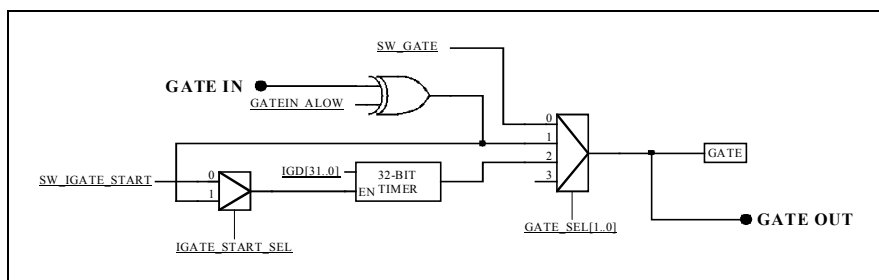 SW_GATE
GATE IN
GATEIN_ALOW
0
1
2
3
GATE
SW_IGATE_START
0
1
IGD[31..0]
EN
32-BIT
TIMER
GATE_SEL[1..0]
GATE OUT
IGATE_START_SEL